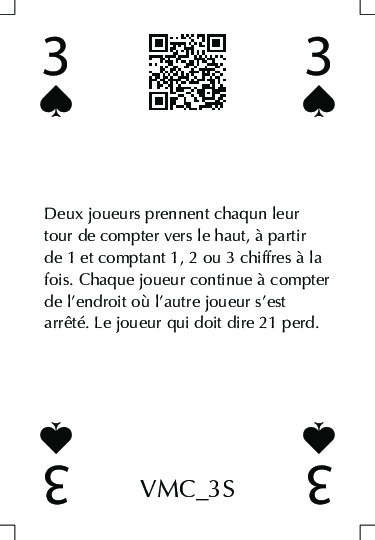 3 3
Deux joueurs prennent chaqun leur
tour de compter vers le haut, à partir
de 1 et comptant 1, 2 ou 3 chiffres à la
fois. Chaque joueur continue à compter
de l'endroit où l'autre joueur s'est
arrêté. Le joueur qui doit dire 21 perd.
3 VMC_3S 3